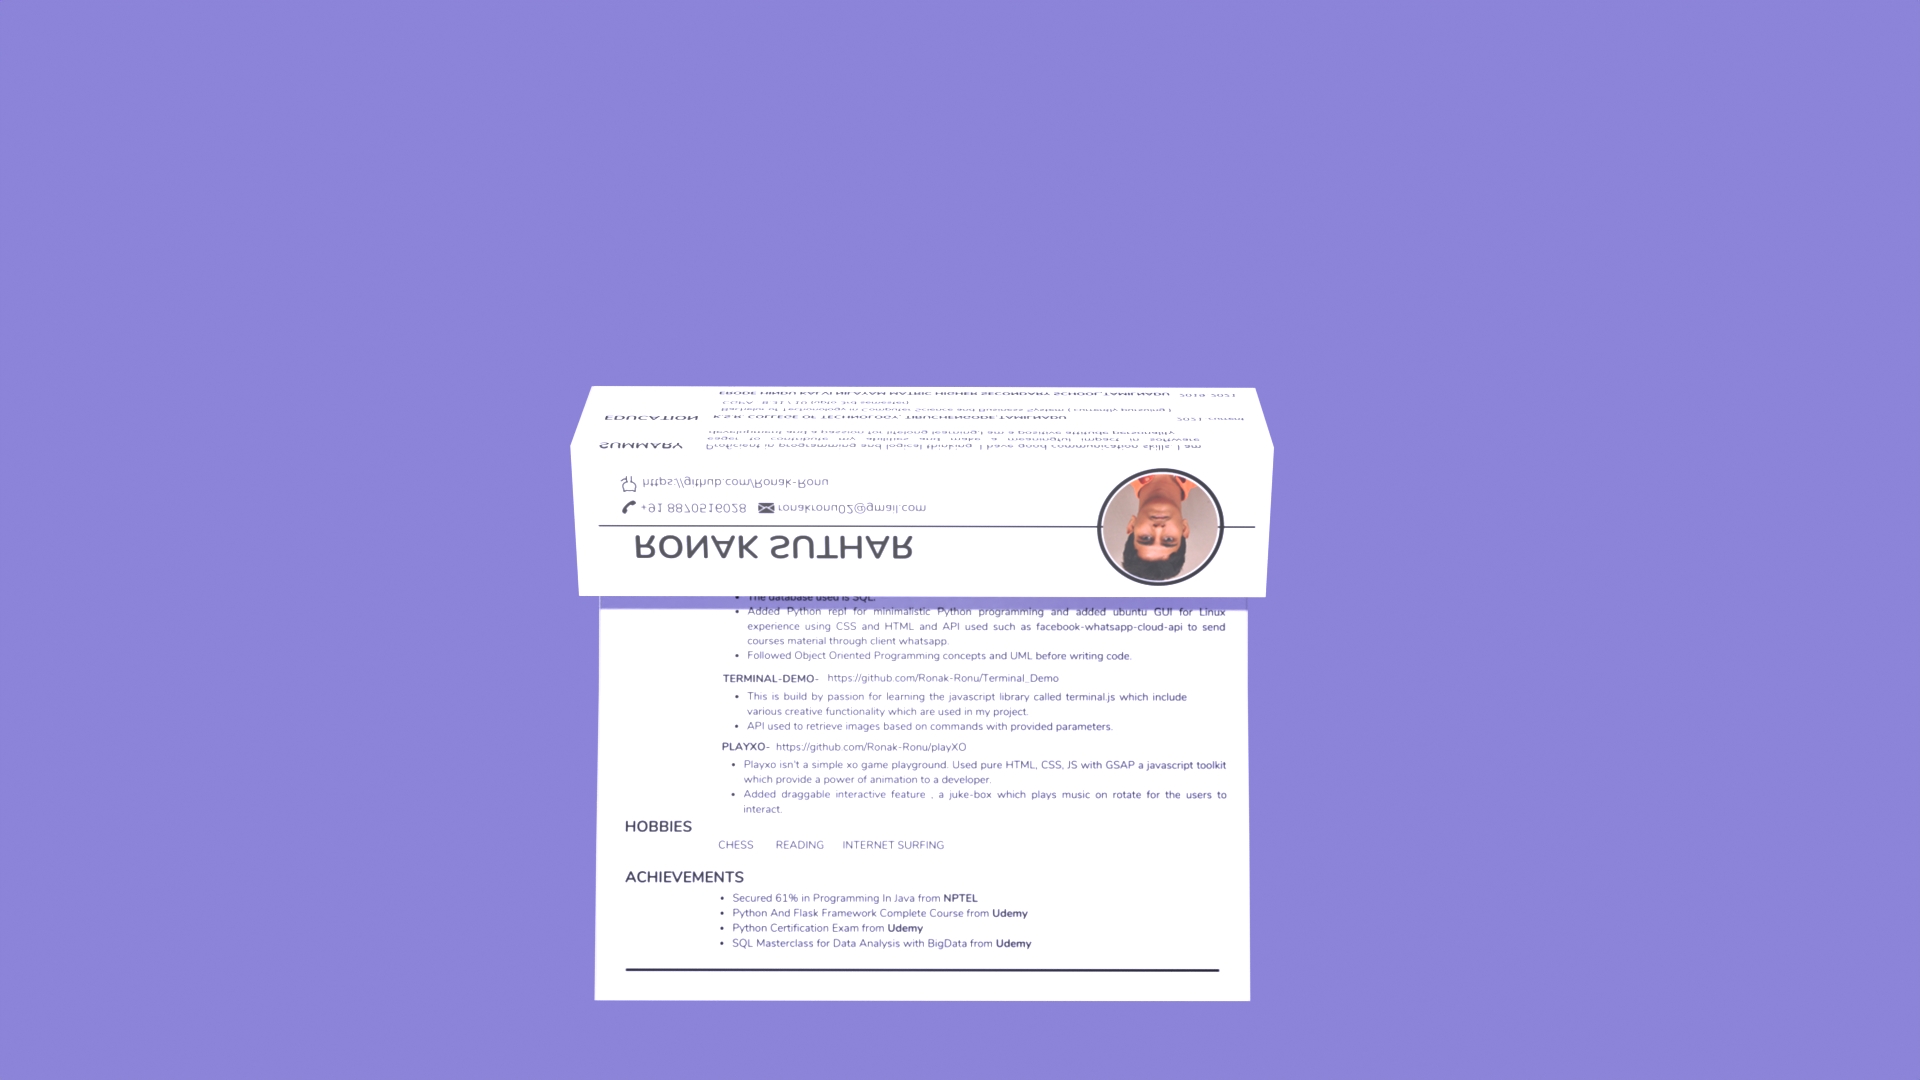 ERODE HINDU KALVI NILAYAM MATRIC HIGHER SECONDARY SCHOOL,TAMILNADU 2019-2021
Bachelor of Technology in Computer Science and Business System ( currently pursuing )
EDUCATION K.S.R. COLLEGE OF TECHNOLOGY, TIRUCHENGODE,TAMILNADU 2021-current
development and a passion for lifelong learning.I am a positive attitude personality.
eager to contribute my abilities and make a meaningful impact in software
SUMMARY Proficient in programming and logical thinking, I have good communication skills. I am
https://github.com/Ronak-Ronu
+91 8870516028 ronakronu02@gmail.com
RONAK SUTHAR
• The database used is SQL.
• Added Python repl for minimalistic Python programming and added ubuntu GUI for Linux
experience using CSS and HTML and API used such as facebook-whatsapp-cloud-api to send
courses material through client whatsapp.
• Followed Object Oriented Programming concepts and UML before writing code.
TERMINAL-DEMO- https://github.com/Ronak-Ronu/Terminal_Demo
• This is build by passion for learning the javascript library called terminal.js which include
various creative functionality which are used in my project.
• API used to retrieve images based on commands with provided parameters.
PLAYXO- https://github.com/Ronak-Ronu/playXO
• Playxo isn't a simple xo game playground. Used pure HTML, CSS, JS with GSAP a javascript toolkit
which provide a power of animation to a developer.
• Added draggable interactive feature , a juke-box which plays music on rotate for the users to
interact.
HOBBIES
CHESS READING INTERNET SURFING
ACHIEVEMENTS
• Secured 61% in Programming In Java from NPTEL
• Python And Flask Framework Complete Course from Udemy
• Python Certification Exam from Udemy
• SQL Masterclass for Data Analysis with BigData from Udemy